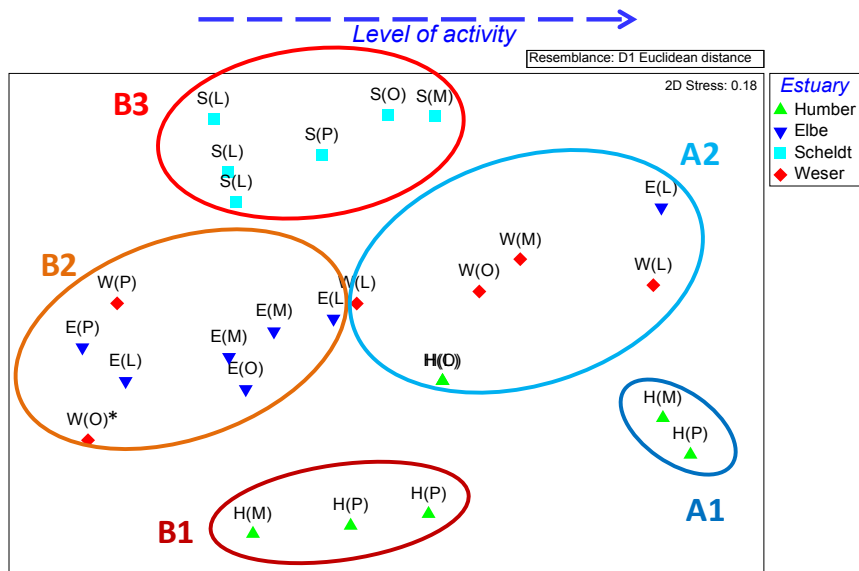 Level of activity
Resemblance: D1 Euclidean distance
2D Stress: 0.18
Estuary
Humber
Elbe
Scheldt
Weser
B3
S(L)
S(O)
S(M)
S(P)
S(L)
S(L)
A2
E(L)
W(M)
W(O)
W(L)
W(L)
B2
W(P)
E(L)
E(M)
E(P)
E(M)
E(L)
E(O)
W(O)*
H(M)
H(P)
A1
B1
H(M)
H(P)
H(P)